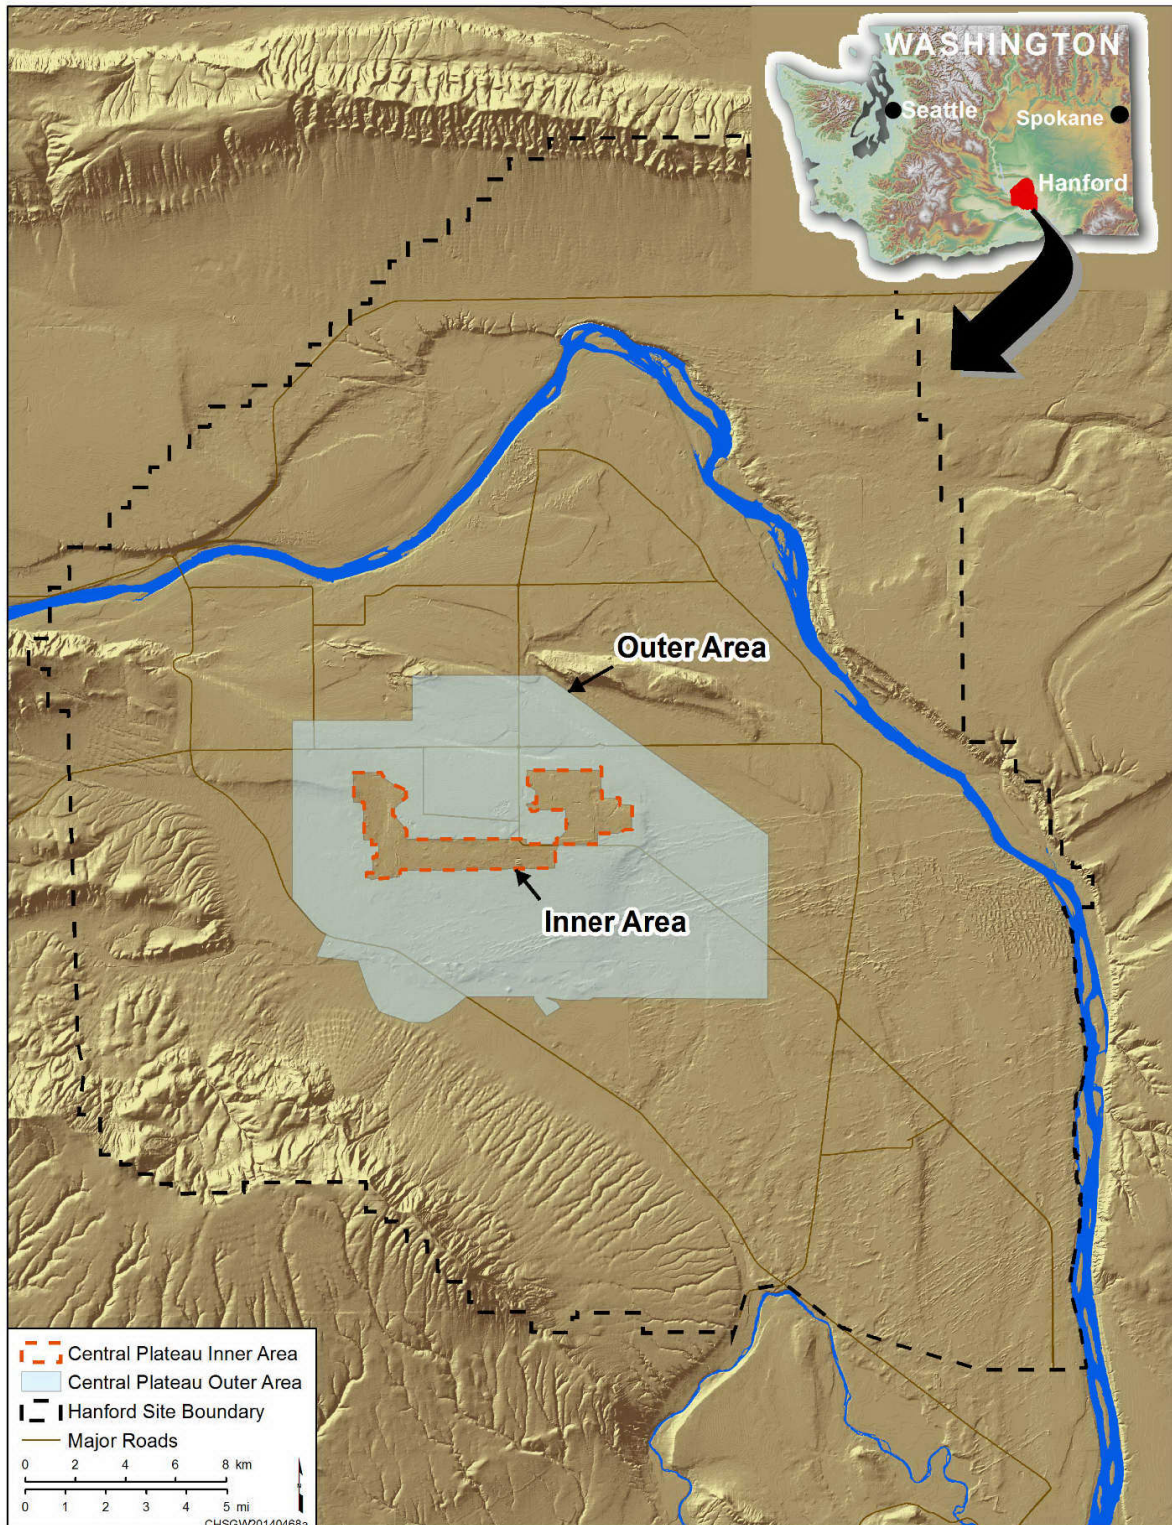 WASHINGTON
Seattle
Spokane
Hanford
Outer Area
Inner Area
Central Plateau Inner Area
Central Plateau Outer Area
Hanford Site Boundary
Major Roads
0 2 4 6 8 km
0 1 2 3 4 5 mi
CHSGW20140468a